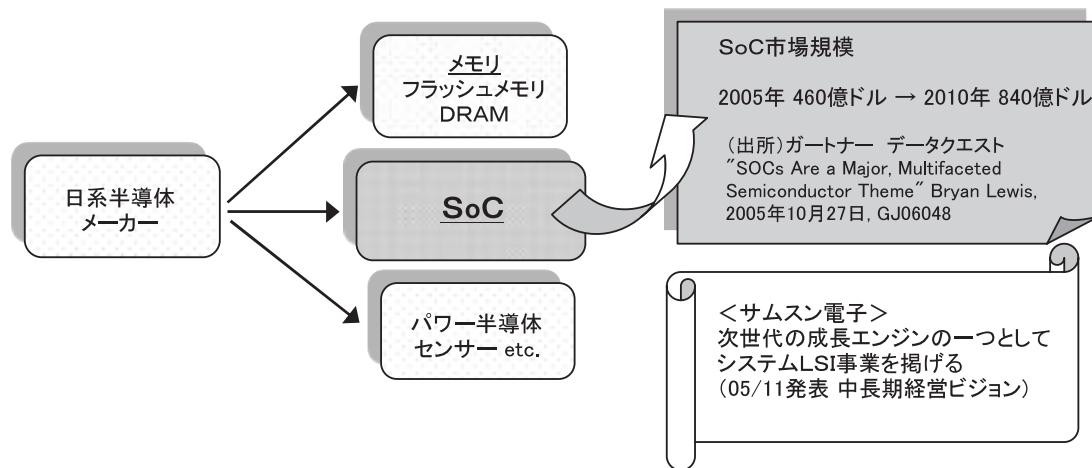 日系半導体
メーカー
メモリ
フラッシュメモリ
DRAM
SoC
パワー半導体
センサー etc.
SoC市場規模
2005年 460億ドル → 2010年 840億ドル
（出所）ガートナー データクエスト
"SOCs Are a Major, Multifaceted
Semiconductor Theme" Bryan Lewis,
2005年10月27日, GJ06048
＜サムスン電子＞
次世代の成長エンジンの一つとして
システムLSI事業を掲げる
(05/11発表 中長期経営ビジョン)